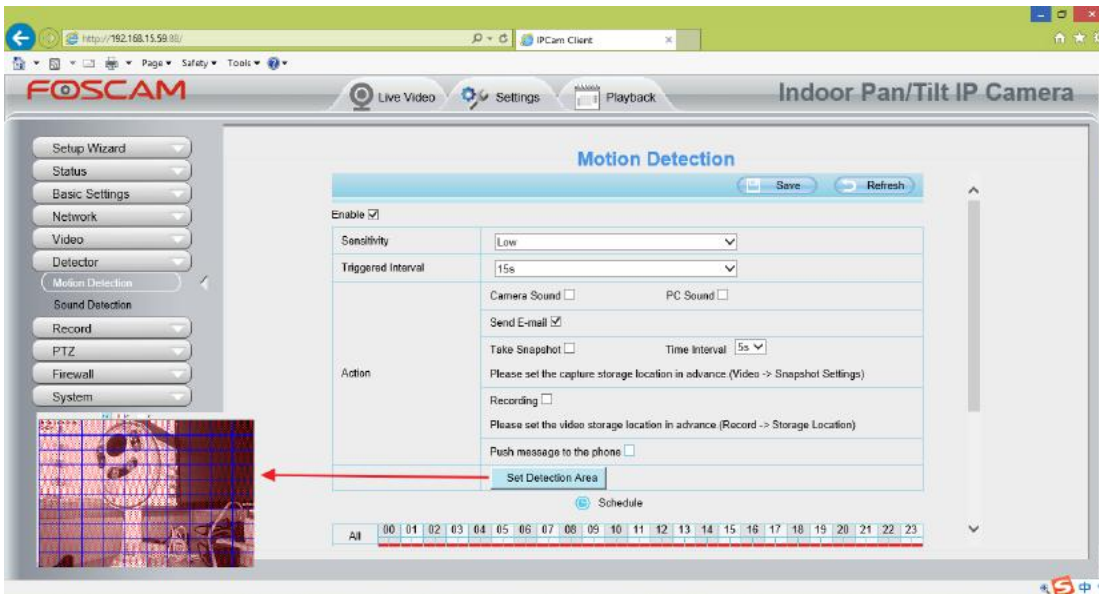 http://192.168.15.59:88/
IPCam Client
Page Safety Tools
FOSCAM
Live Video Settings Playback
Indoor Pan/Tilt IP Camera
Setup Wizard
Status
Basic Settings
Network
Video
Detector
Motion Detection
Sound Detection
Record
PTZ
Firewall
System
Motion Detection
Save Refresh
Enable
Sensitivity Low
Triggered Interval 15s
Action
Camera Sound PC Sound
Send E-mail
Take Snapshot Time Interval 5s
Please set the capture storage location in advance.(Video -> Snapshot Settings)
Recording
Please set the video storage location in advance.(Record -> Storage Location)
Push message to the phone
Set Detection Area
Schedule
All 00 01 02 03 04 05 06 07 08 09 10 11 12 13 14 15 16 17 18 19 20 21 22 23
中